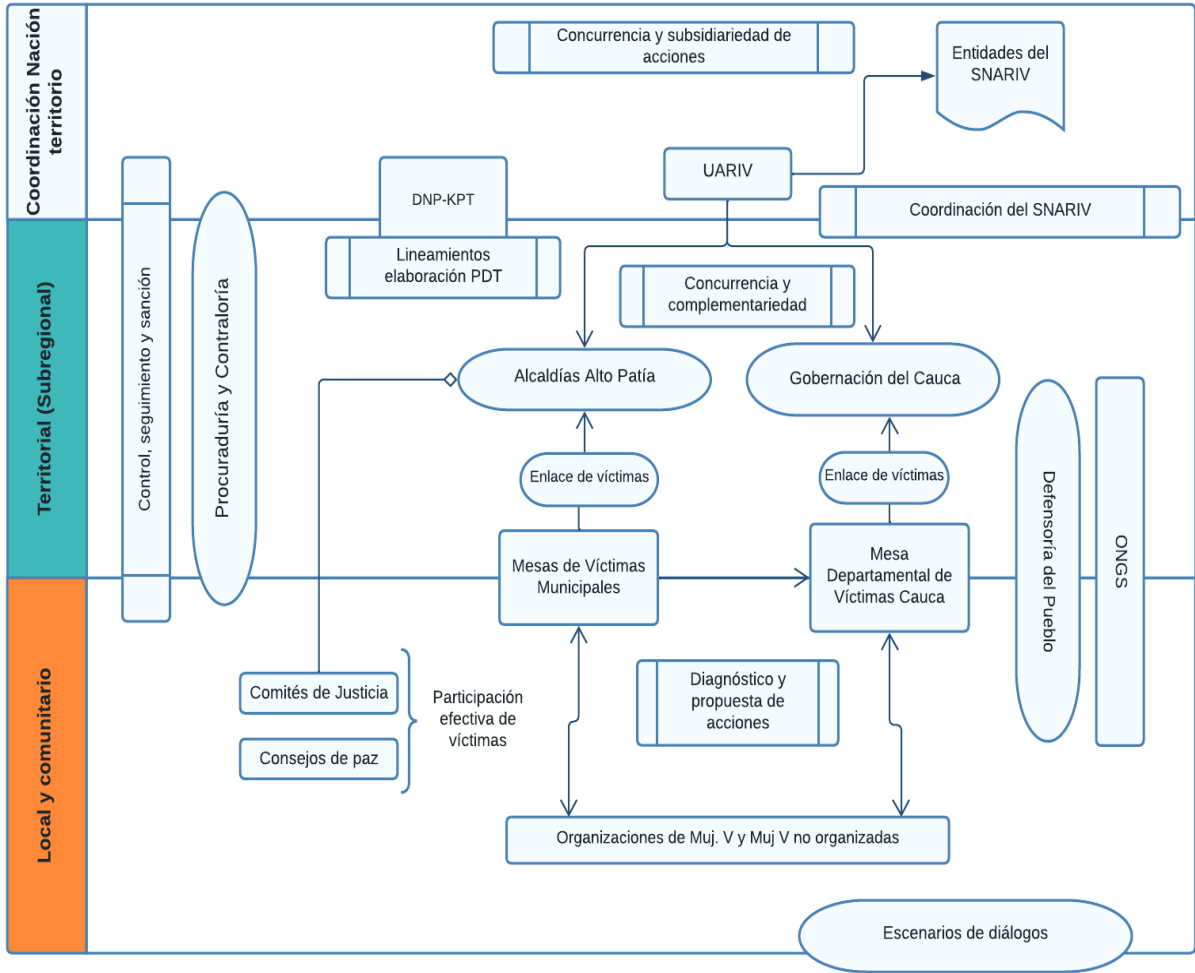 Coordinación Nación
territorio
Concurrencia y subsidiariedad de
acciones
Entidades del
SNARIV
UARIV
DNP-KPT
Coordinación del SNARIV
Territorial (Subregional)
Control, seguimiento y sanción
Procuraduría y Contraloría
Lineamientos
elaboración PDT
Concurrencia y
complementariedad
Alcaldías Alto Patía
Gobernación del Cauca
Enlace de víctimas
Enlace de víctimas
Mesas de Víctimas
Municipales
Mesa
Departamental de
Víctimas Cauca
Defensoría del Pueblo
ONGS
Local y comunitario
Comités de Justicia
Consejos de paz
Participación
efectiva de
víctimas
Diagnóstico y
propuesta de
acciones
Organizaciones de Muj. V y Muj V no organizadas
Escenarios de diálogos